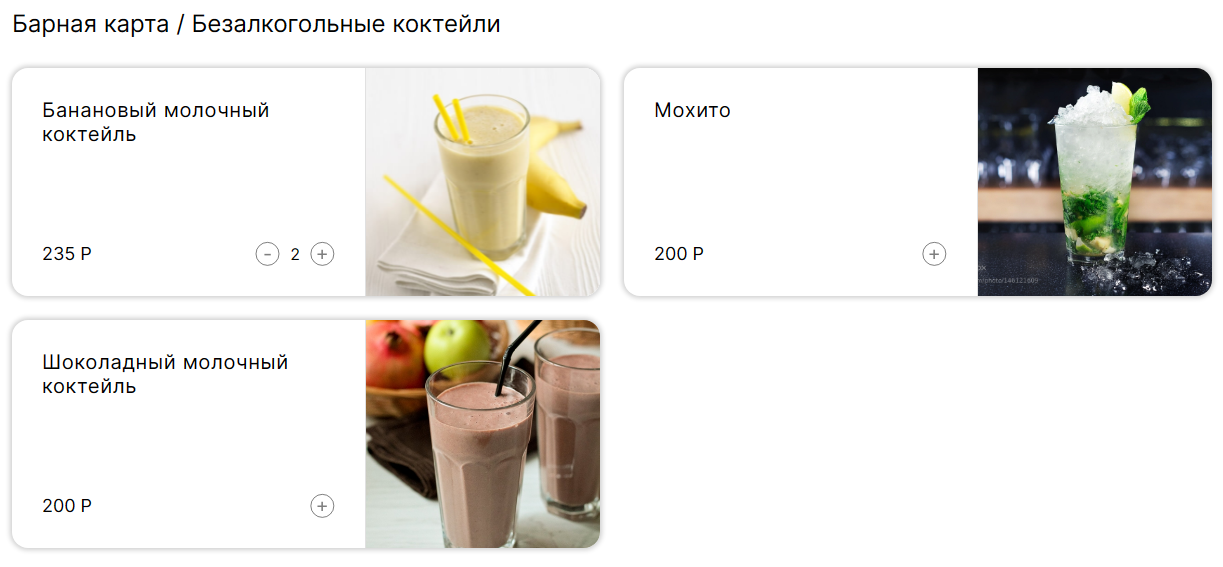 Барная карта / Безалкогольные коктейли
Банановый молочный
коктейль
235 Р
- 2 +
Мохито
200 Р
+
Шоколадный молочный
коктейль
200 Р
+